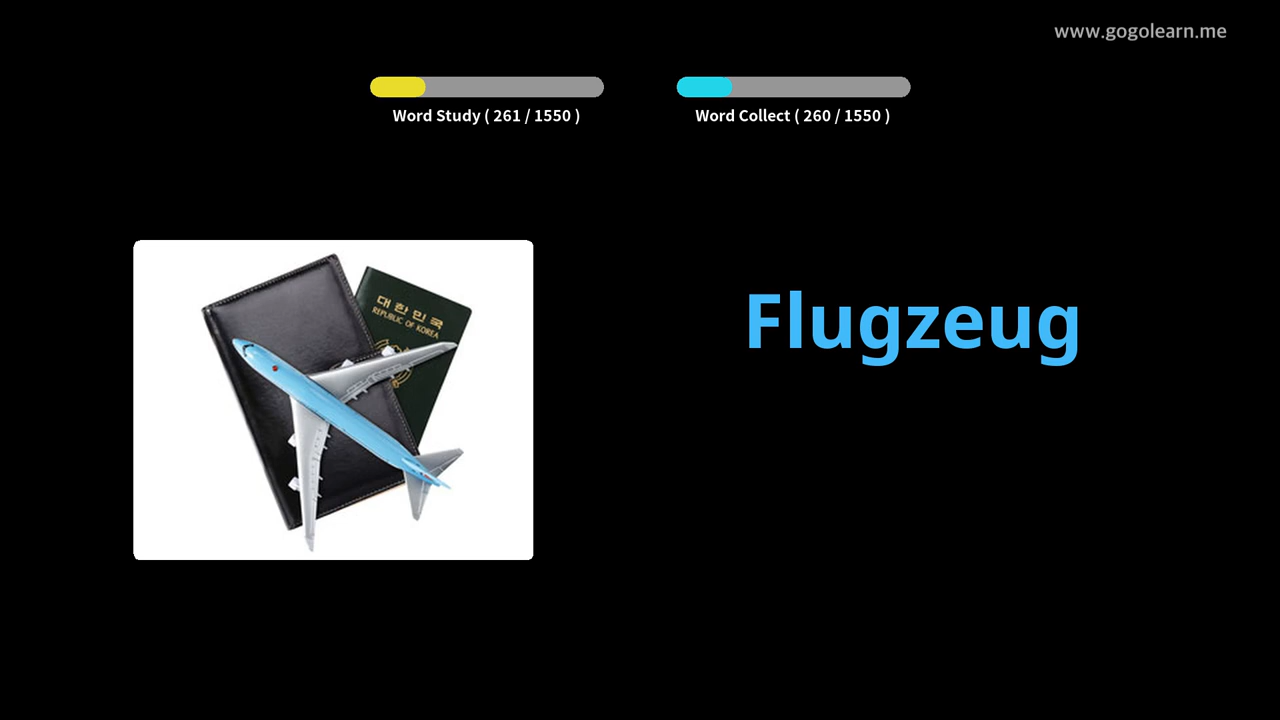 www.gogolearn.me
Word Study ( 261 / 1550 )
Word Collect ( 260 / 1550 )
대한민국
REPUBLIC OF KOREA
Flugzeug